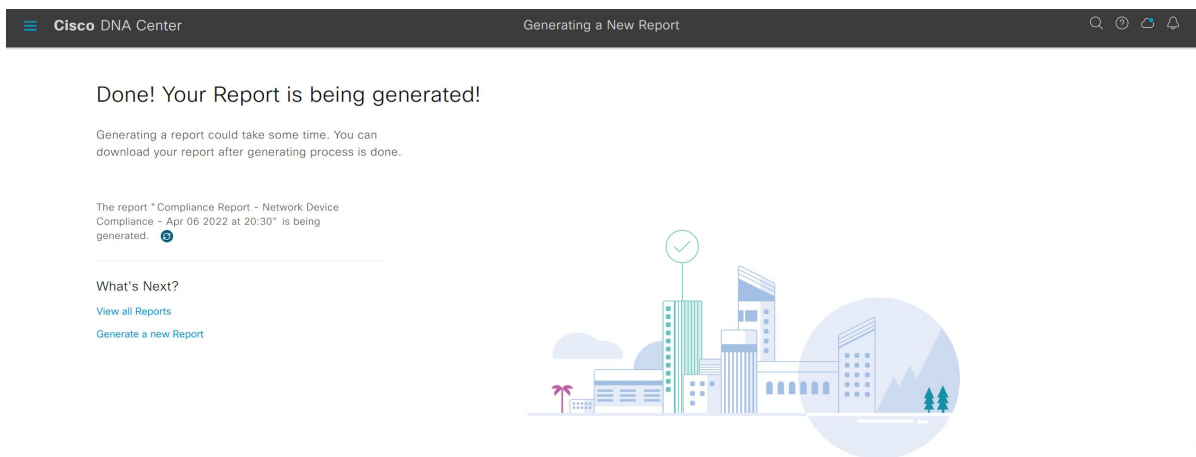 Cisco DNA Center
Generating a New Report
Done! Your Report is being generated!
Generating a report could take some time. You can
download your report after generating process is done.
The report "Compliance Report - Network Device
Compliance - Apr 06 2022 at 20:30" is being
generated.
What's Next?
View all Reports
Generate a new Report